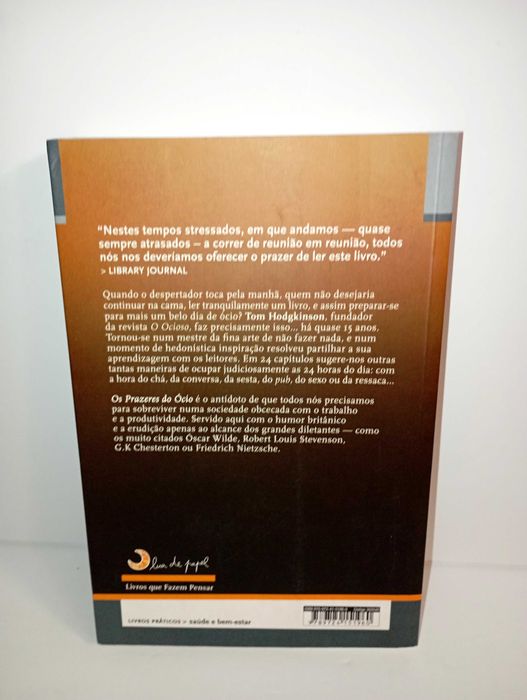 "Nestes tempos stressados, em que andamos — quase
sempre atrasados — a correr de reunião em reunião, todos
nós nos deveríamos oferecer o prazer de ler este livro."
> LIBRARY JOURNAL
Quando o despertador toca pela manhã, quem não desejaria
continuar na cama, ler tranquilamente um livro, e assim preparar-se
para mais um belo dia de ócio? Tom Hodgkinson, fundador
da revista O Ocioso, faz precisamente isso... há quase 15 anos.
Tornou-se num mestre da fina arte de não fazer nada, e num
momento de hedonística inspiração resolveu partilhar a sua
aprendizagem com os leitores. Em 24 capítulos sugere-nos outras
tantas maneiras de ocupar judiciosamente as 24 horas do dia: com
a hora do chá, da conversa, da sesta, do pub, do sexo ou da ressaca...
Os Prazeres do Ócio é o antídoto de que todos nós precisamos
para sobreviver numa sociedade obcecada com o trabalho
e a produtividade. Servido aqui com o humor britânico
e a erudição apenas ao alcance dos grandes diletantes — como
os muito citados Óscar Wilde, Robert Louis Stevenson,
G.K Chesterton ou Friedrich Nietzsche.
lua de papel
Livros que Fazem Pensar
LIVROS PRÁTICOS > saúde e bem-estar